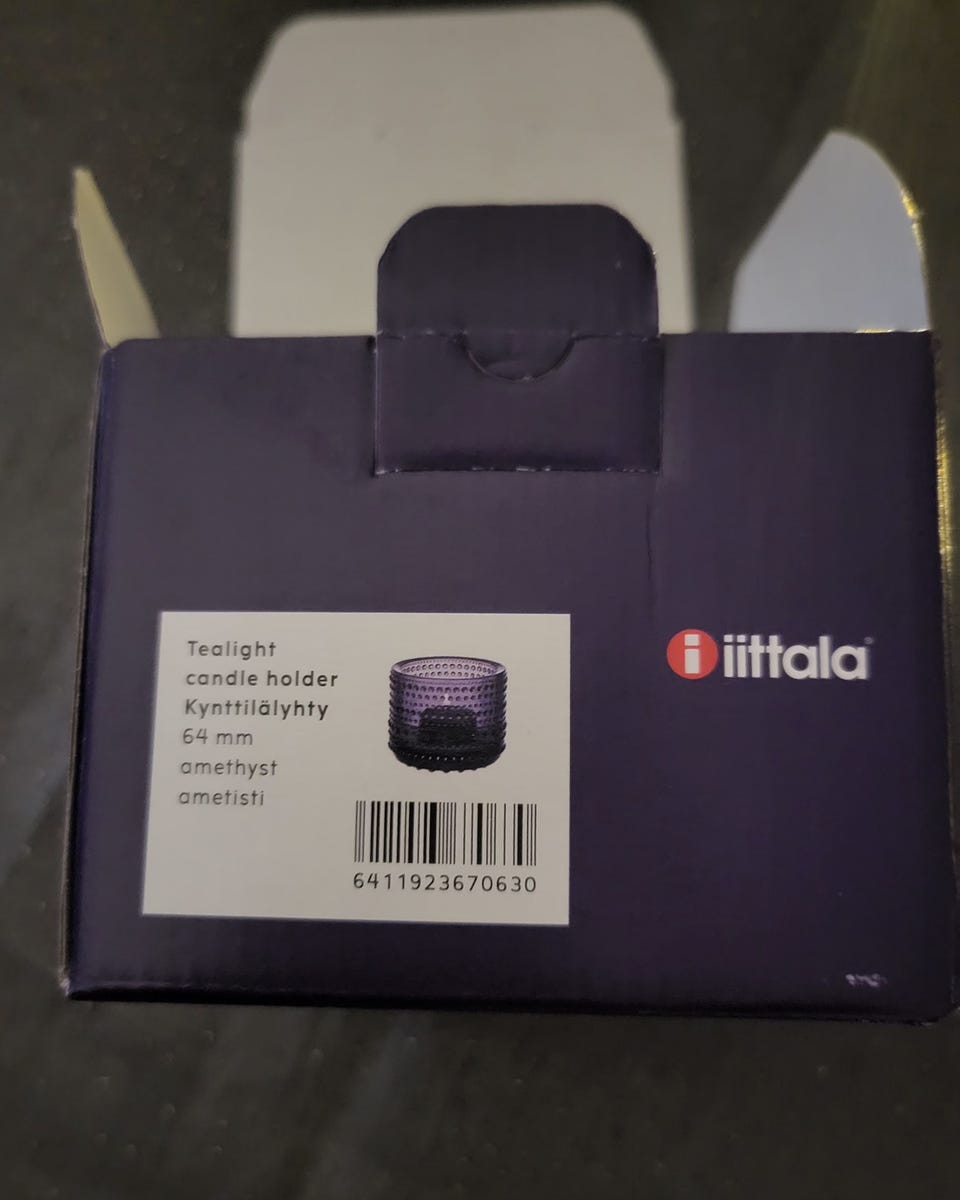 Tealight
candle holder
Kynttilälyhty
64 mm
amethyst
ametisti
6411923670630
i iittala®